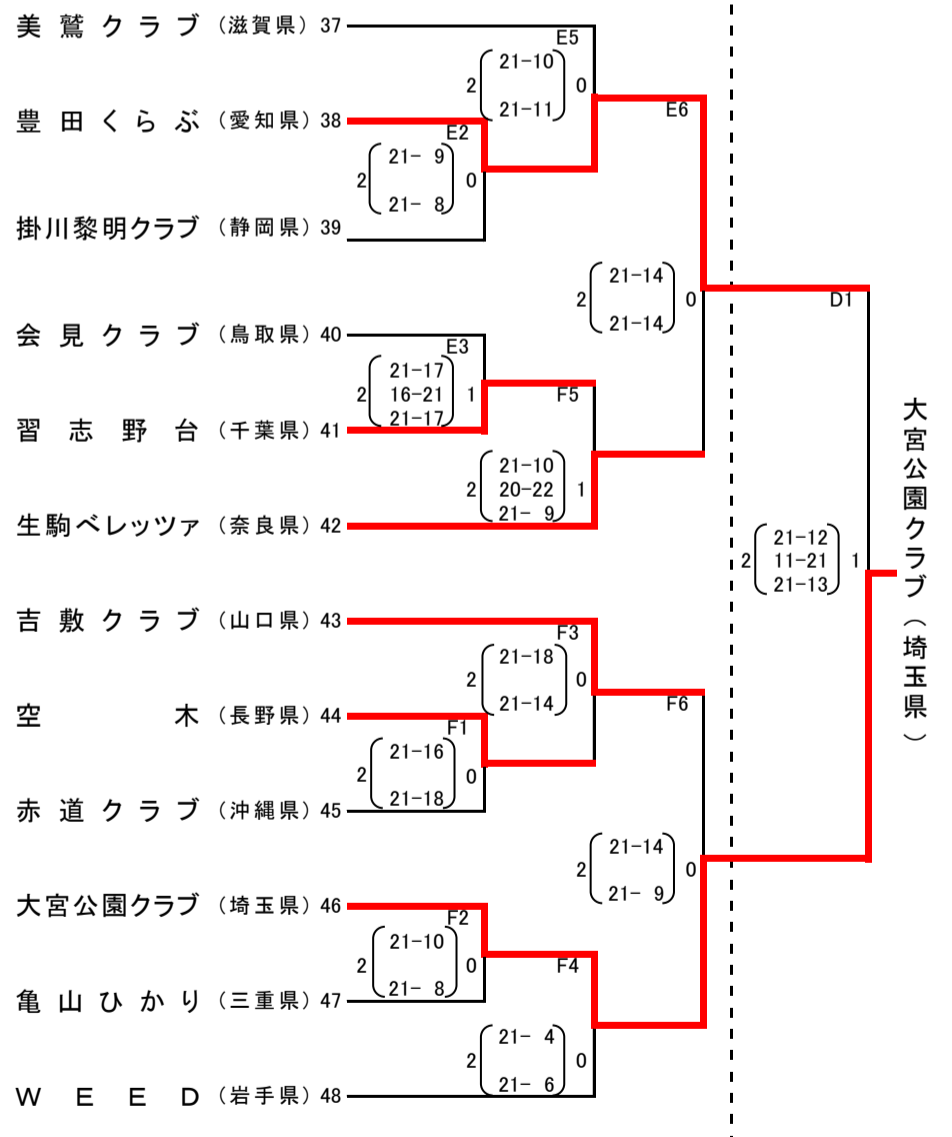 美鷲クラブ（滋賀県）37
E5
21-10
2 0
21-11
E6
豊田くらぶ（愛知県）38
E2
21- 9
2 0
21- 8
掛川黎明クラブ（静岡県）39
21-14
2 0
21-14
D1
会見クラブ（鳥取県）40
E3
21-17
2 16-21 1
21-17
F5
習志野台（千葉県）41
21-10
2 20-22 1
21- 9
生駒ベレッツァ（奈良県）42
21-12
2 11-21 1
21-13
大宮公園クラブ（埼玉県）
吉敷クラブ（山口県）43
F3
21-18
2 0
21-14
F6
空木（長野県）44
F1
21-16
2 0
21-18
赤道クラブ（沖縄県）45
21-14
2 0
21- 9
大宮公園クラブ（埼玉県）46
F2
21-10
2 0
21- 8
F4
亀山ひかり（三重県）47
21- 4
2 0
21- 6
ＷＥＥＤ（岩手県）48